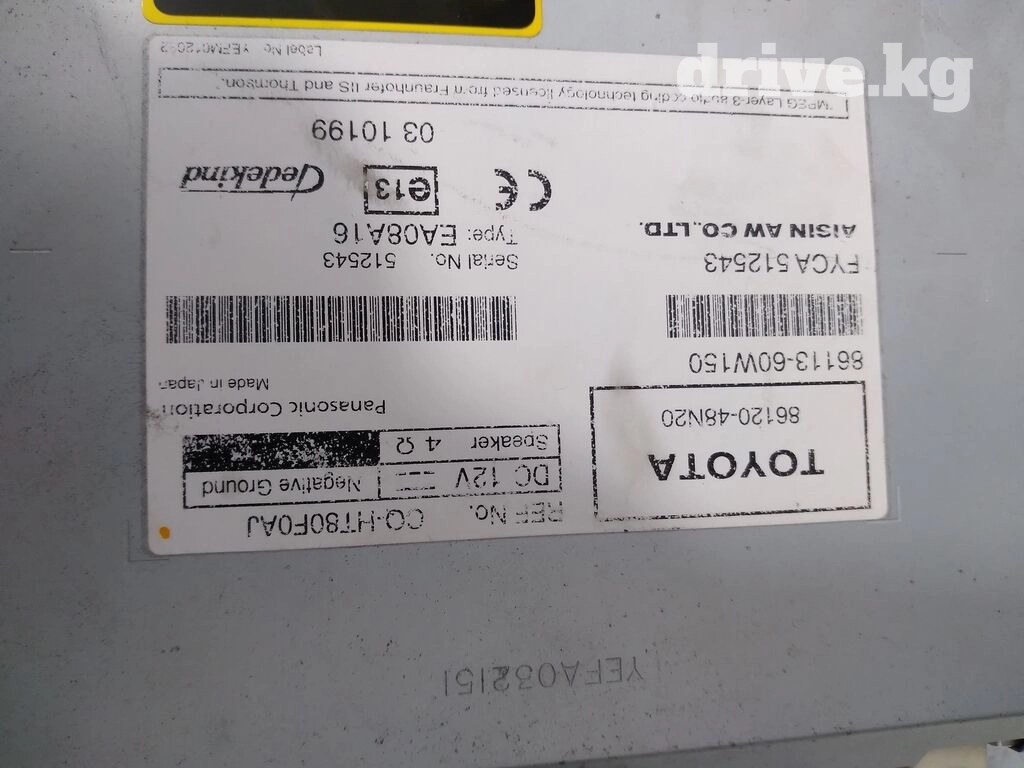 drive.kg
YEFA032151
TOYOTA
86120-48N20
86113-60W150
FYCA 512543
AISIN AW CO.,LTD.
REF No. CQ-HT80F0AJ
DC 12V Negative Ground
Speaker 4 Ω
Panasonic Corporation
Made in Japan
Serial No. 512543
Type: EA08A16
CE e13 Gedekind
03 10199
"MPEG Layer-3 audio coding technology licensed from Fraunhofer IIS and Thomson."
Label No.